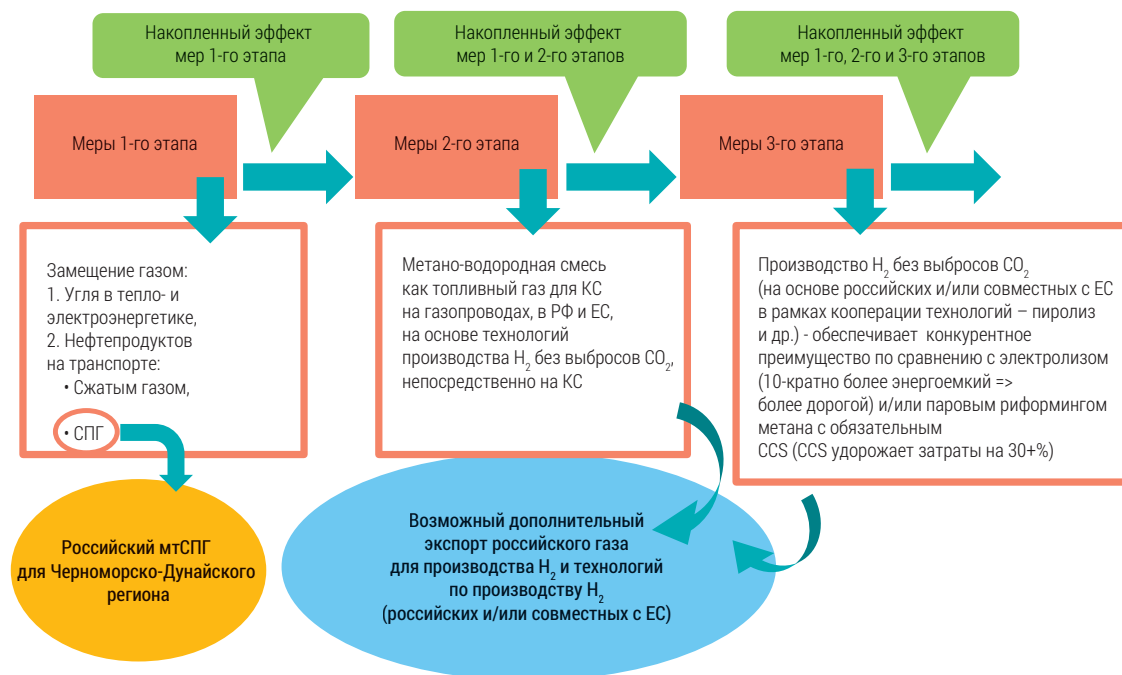 Накопленный эффект
мер 1-го этапа
Накопленный эффект
мер 1-го и 2-го этапов
Накопленный эффект
мер 1-го, 2-го и 3-го этапов
Меры 1-го этапа
Меры 2-го этапа
Меры 3-го этапа
Замещение газом:
1. Угля в тепло- и
электроэнергетике,
2. Нефтепродуктов
на транспорте:
• Сжатым газом,
• СПГ
Метано-водородная смесь
как топливный газ для КС
на газопроводах, в РФ и ЕС,
на основе технологий
производства H₂ без выбросов CO₂,
непосредственно на КС
Производство H₂ без выбросов CO₂
(на основе российских и/или совместных с ЕС
в рамках кооперации технологий – пиролиз
и др.) - обеспечивает конкурентное
преимущество по сравнению с электролизом
(10-кратно более энергоемкий =>
более дорогой) и/или паровым риформингом
метана с обязательным
CCS (CCS удорожает затраты на 30+%)
Российский мтСПГ
для Черноморско-Дунайского
региона
Возможный дополнительный
экспорт российского газа
для производства H₂ и технологий
по производству H₂
(российских и/или совместных с ЕС)